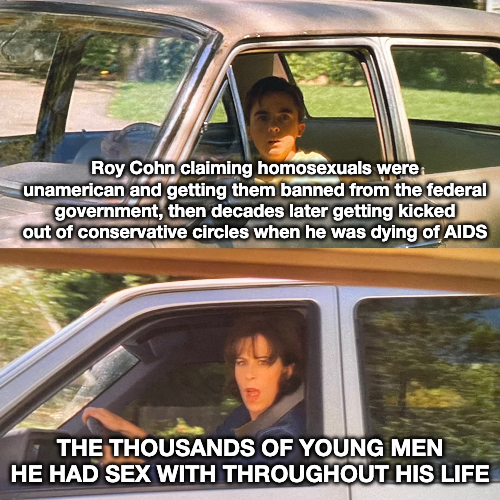 Roy Cohn claiming homosexuals were
unamerican and getting them banned from the federal
government, then decades later getting kicked
out of conservative circles when he was dying of AIDS
THE THOUSANDS OF YOUNG MEN
HE HAD SEX WITH THROUGHOUT HIS LIFE